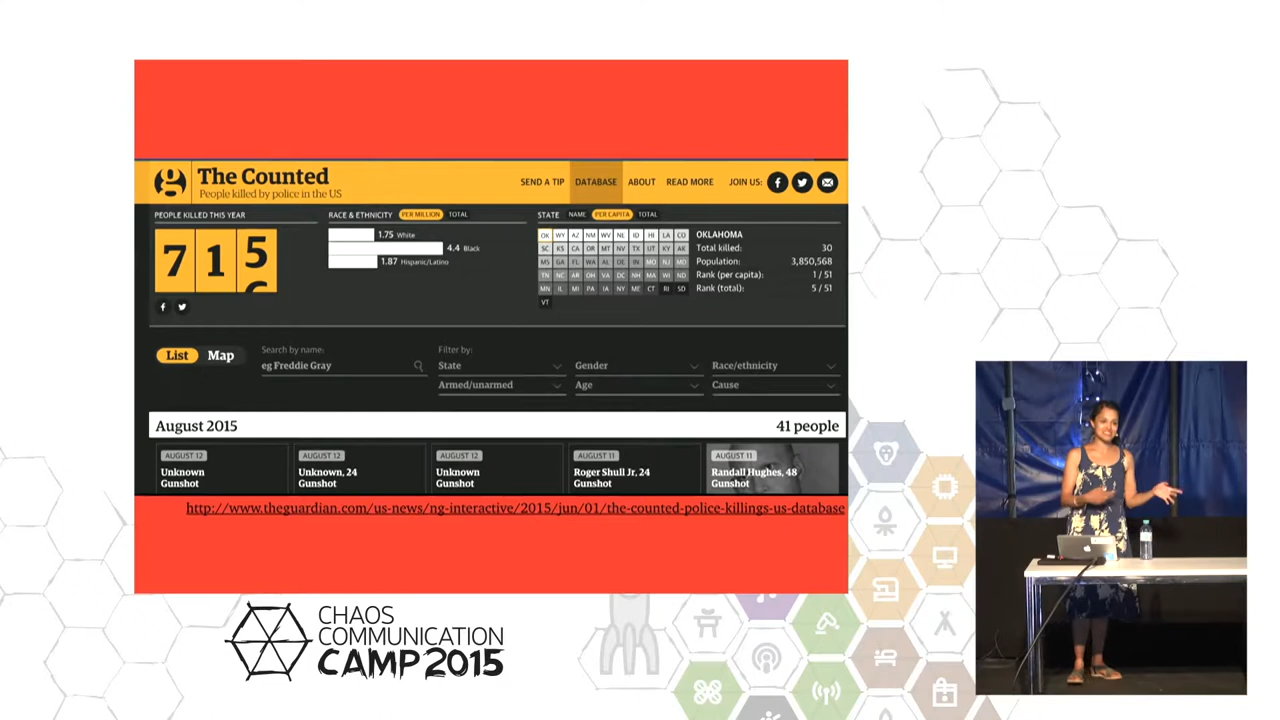 The Counted
People killed by police in the US
SEND A TIP DATABASE ABOUT READ MORE JOIN US:
PEOPLE KILLED THIS YEAR
715
RACE & ETHNICITY PER MILLION TOTAL
1.75 White
4.4 Black
1.87 Hispanic/Latino
STATE NAME PER CAPITA TOTAL
OK WY AZ NM WV NE ID HI LA CO
SC KS CA OR MT NV TX UT KY AK
MS GA FL WA AL DE IN MO NJ MD
TN NC AR OH VA DC NH MA WI ND
MN IL MI PA IA NY ME CT RI SD
VT
OKLAHOMA
Total killed: 30
Population: 3,850,568
Rank (per capita): 1 / 51
Rank (total): 5 / 51
List Map
Search by name:
eg Freddie Gray
Filter by:
State Gender Race/ethnicity
Armed/unarmed Age Cause
August 2015 41 people
AUGUST 12
Unknown
Gunshot
AUGUST 12
Unknown, 24
Gunshot
AUGUST 12
Unknown
Gunshot
AUGUST 11
Roger Shull Jr, 24
Gunshot
AUGUST 11
Randall Hughes, 48
Gunshot
http://www.theguardian.com/us-news/ng-interactive/2015/jun/01/the-counted-police-killings-us-database
CHAOS
COMMUNICATION
CAMP 2015